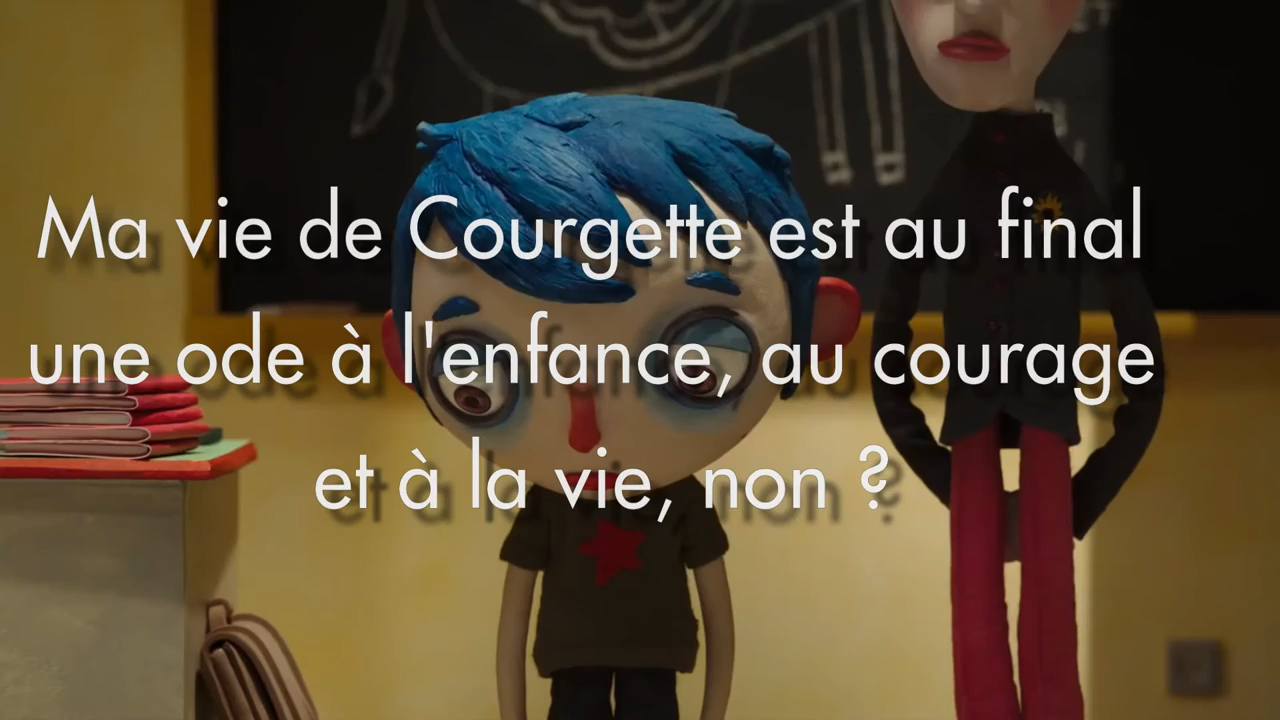 Ma vie de Courgette est au final
une ode à l'enfance, au courage
et à la vie, non ?